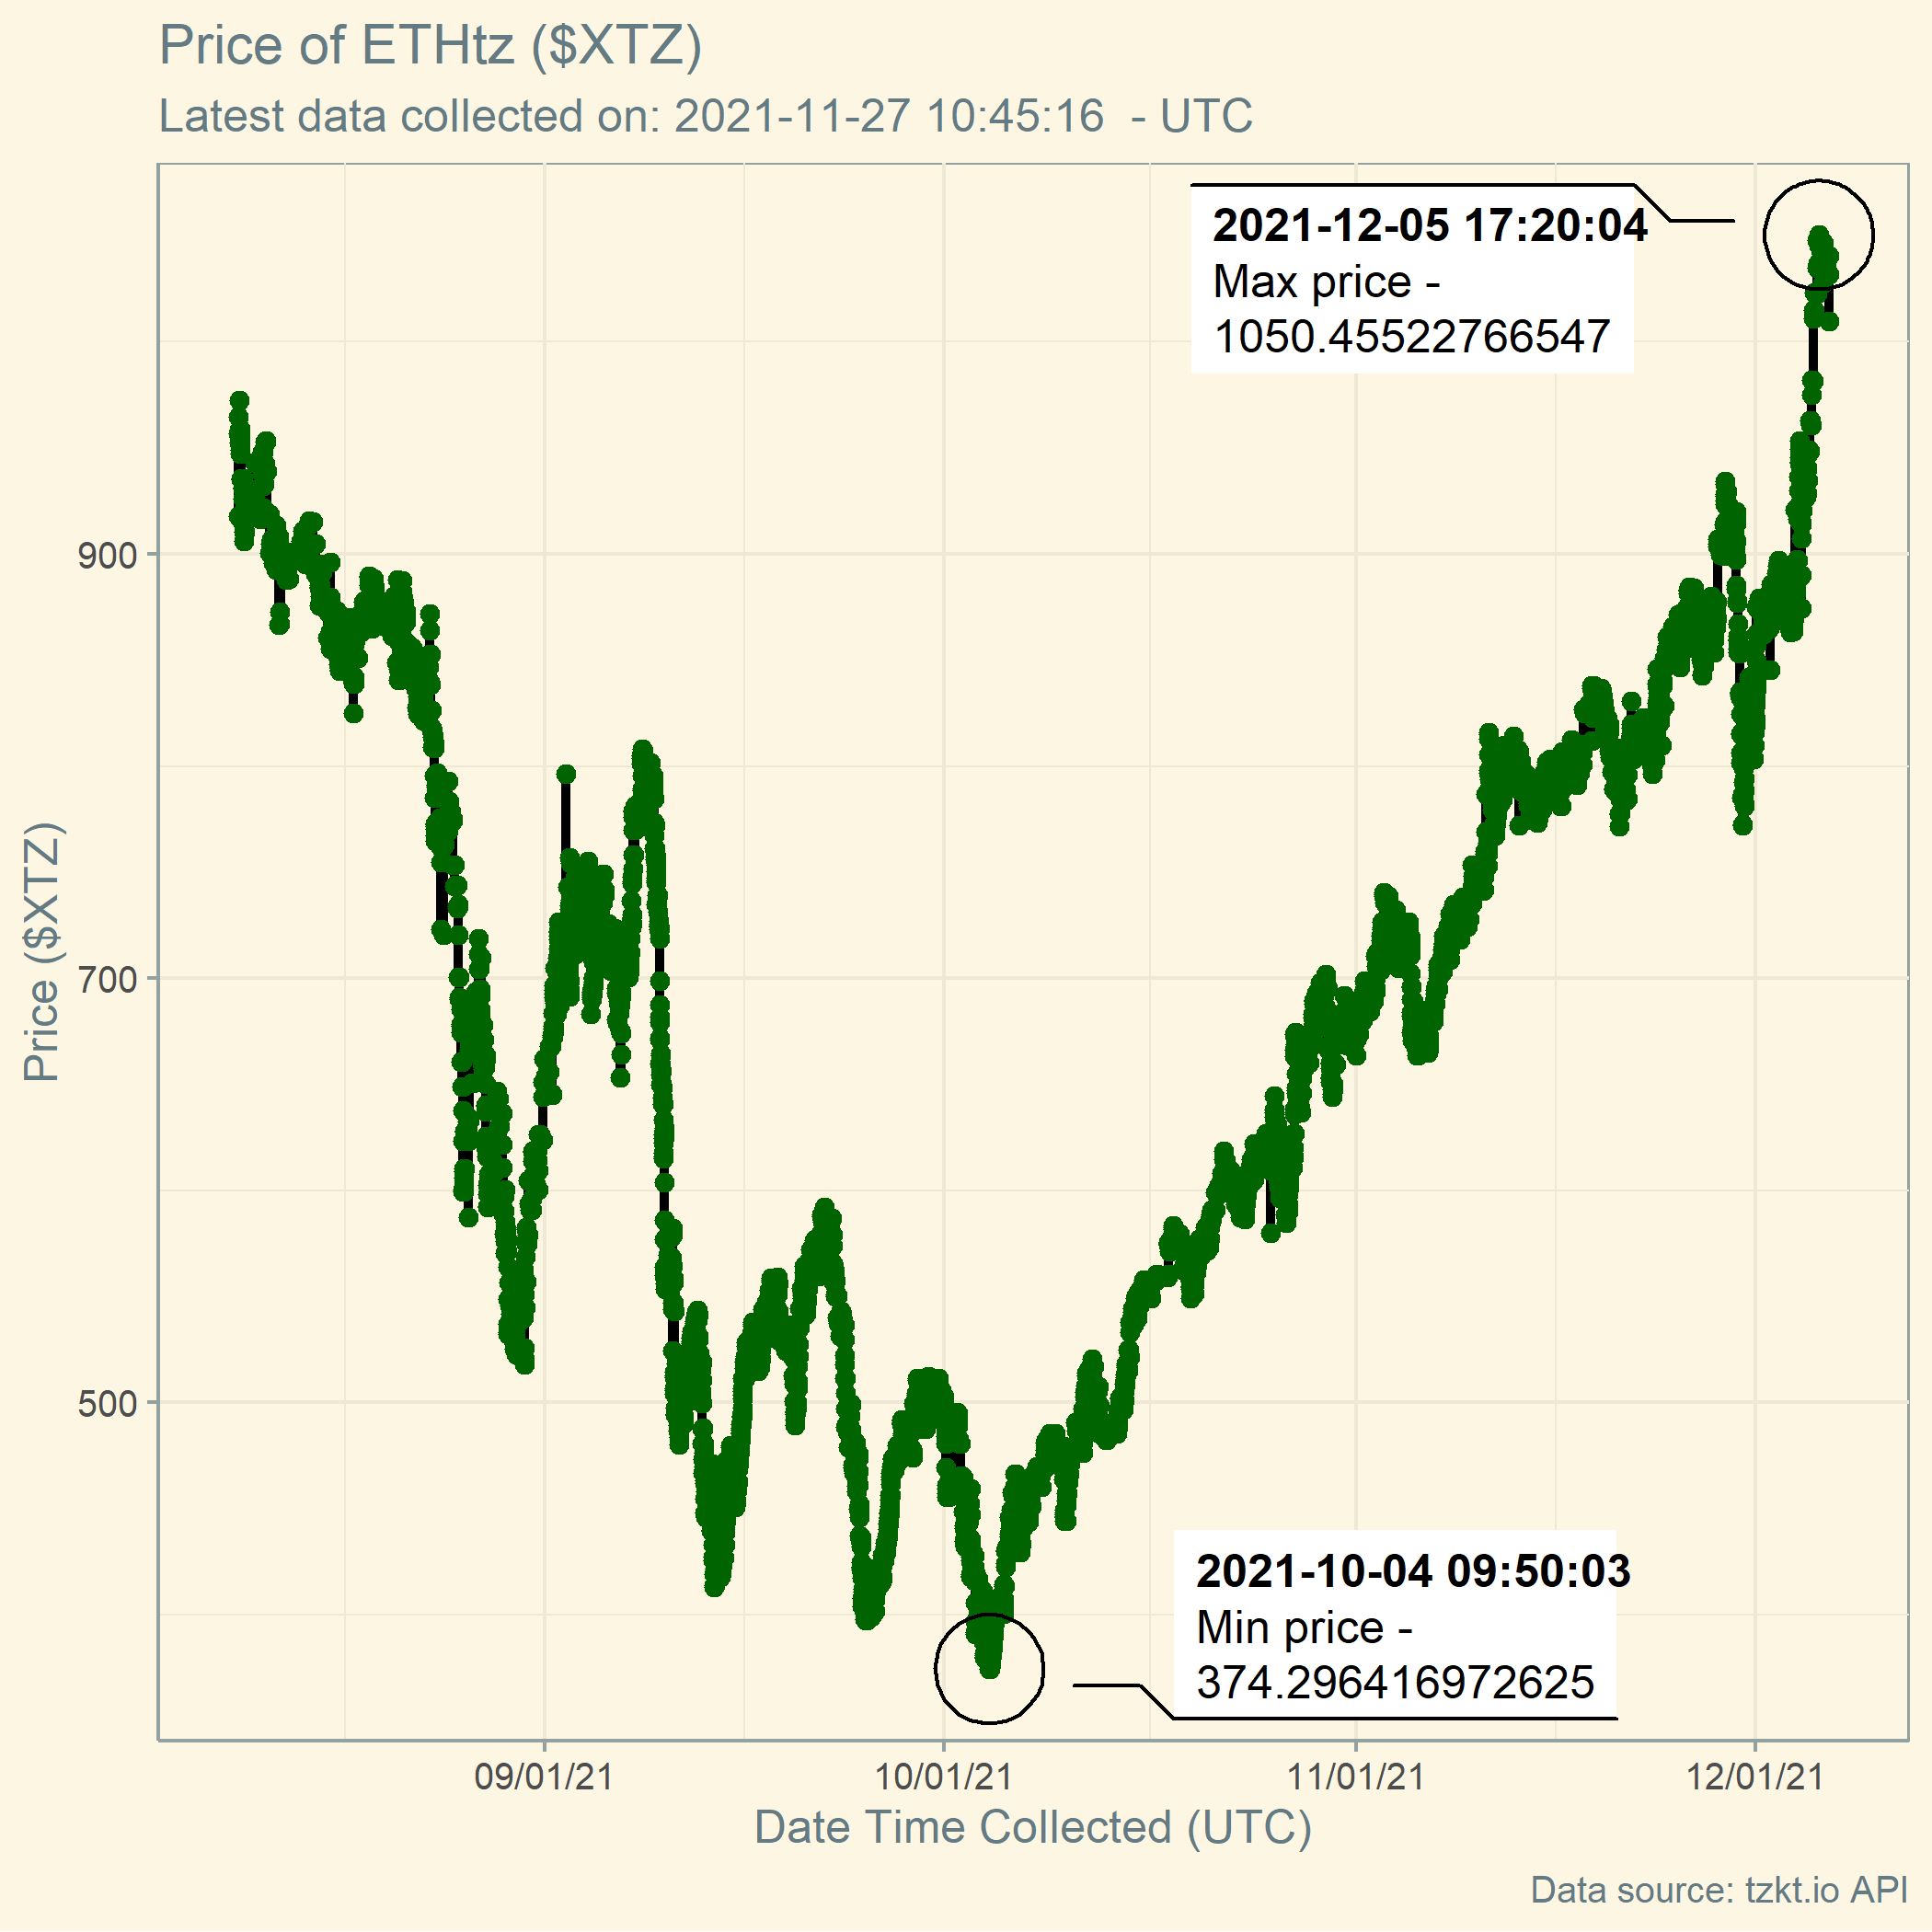 Price of ETHtz ($XTZ)
Latest data collected on: 2021-11-27 10:45:16  - UTC
2021-12-05 17:20:04
Max price -
1050.45522766547
900
700
500
Price ($XTZ)
2021-10-04 09:50:03
Min price -
374.296416972625
09/01/21
10/01/21
11/01/21
12/01/21
Date Time Collected (UTC)
Data source: tzkt.io API